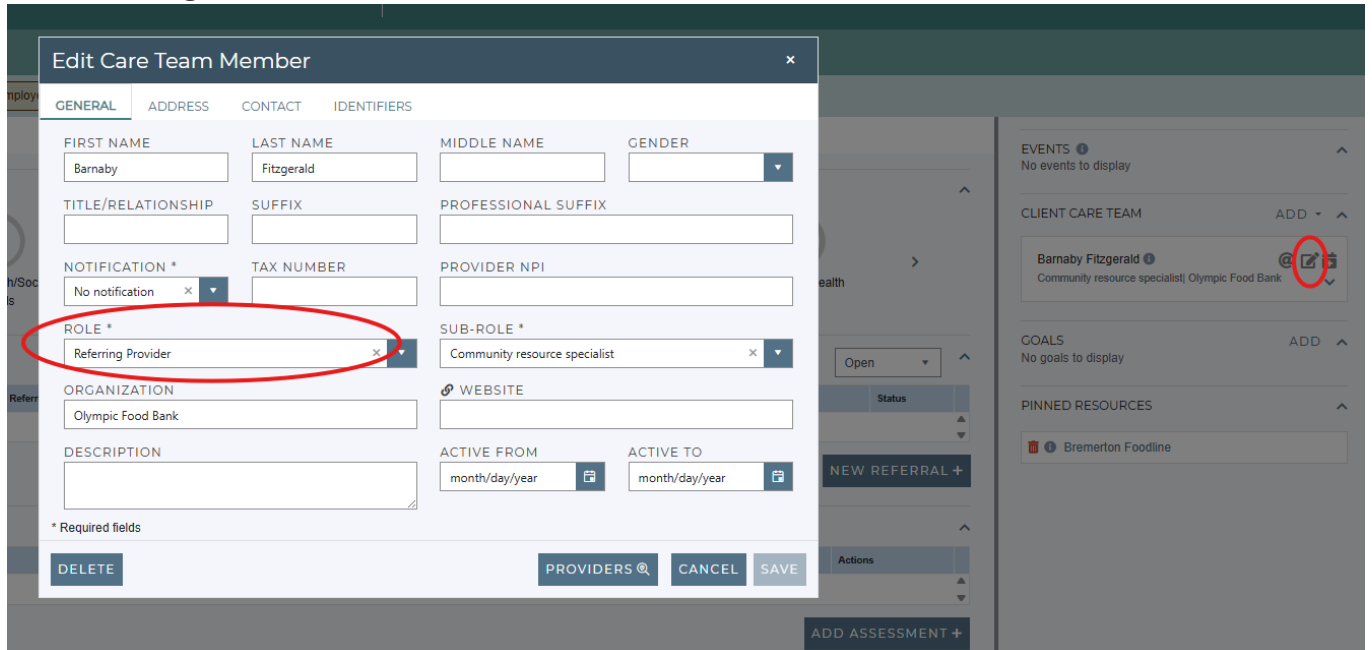 Edit Care Team Member ×
GENERAL ADDRESS CONTACT IDENTIFIERS
FIRST NAME LAST NAME MIDDLE NAME GENDER
Barnaby Fitzgerald
TITLE/RELATIONSHIP SUFFIX PROFESSIONAL SUFFIX
NOTIFICATION * TAX NUMBER PROVIDER NPI
No notification ×
ROLE * SUB-ROLE *
Referring Provider × Community resource specialist ×
ORGANIZATION WEBSITE
Olympic Food Bank
DESCRIPTION ACTIVE FROM ACTIVE TO
month/day/year month/day/year
* Required fields
DELETE PROVIDERS CANCEL SAVE
Open
Status
NEW REFERRAL +
Actions
ADD ASSESSMENT +
EVENTS
No events to display
CLIENT CARE TEAM ADD
Barnaby Fitzgerald @
Community resource specialist| Olympic Food Bank
GOALS ADD
No goals to display
PINNED RESOURCES
Bremerton Foodline